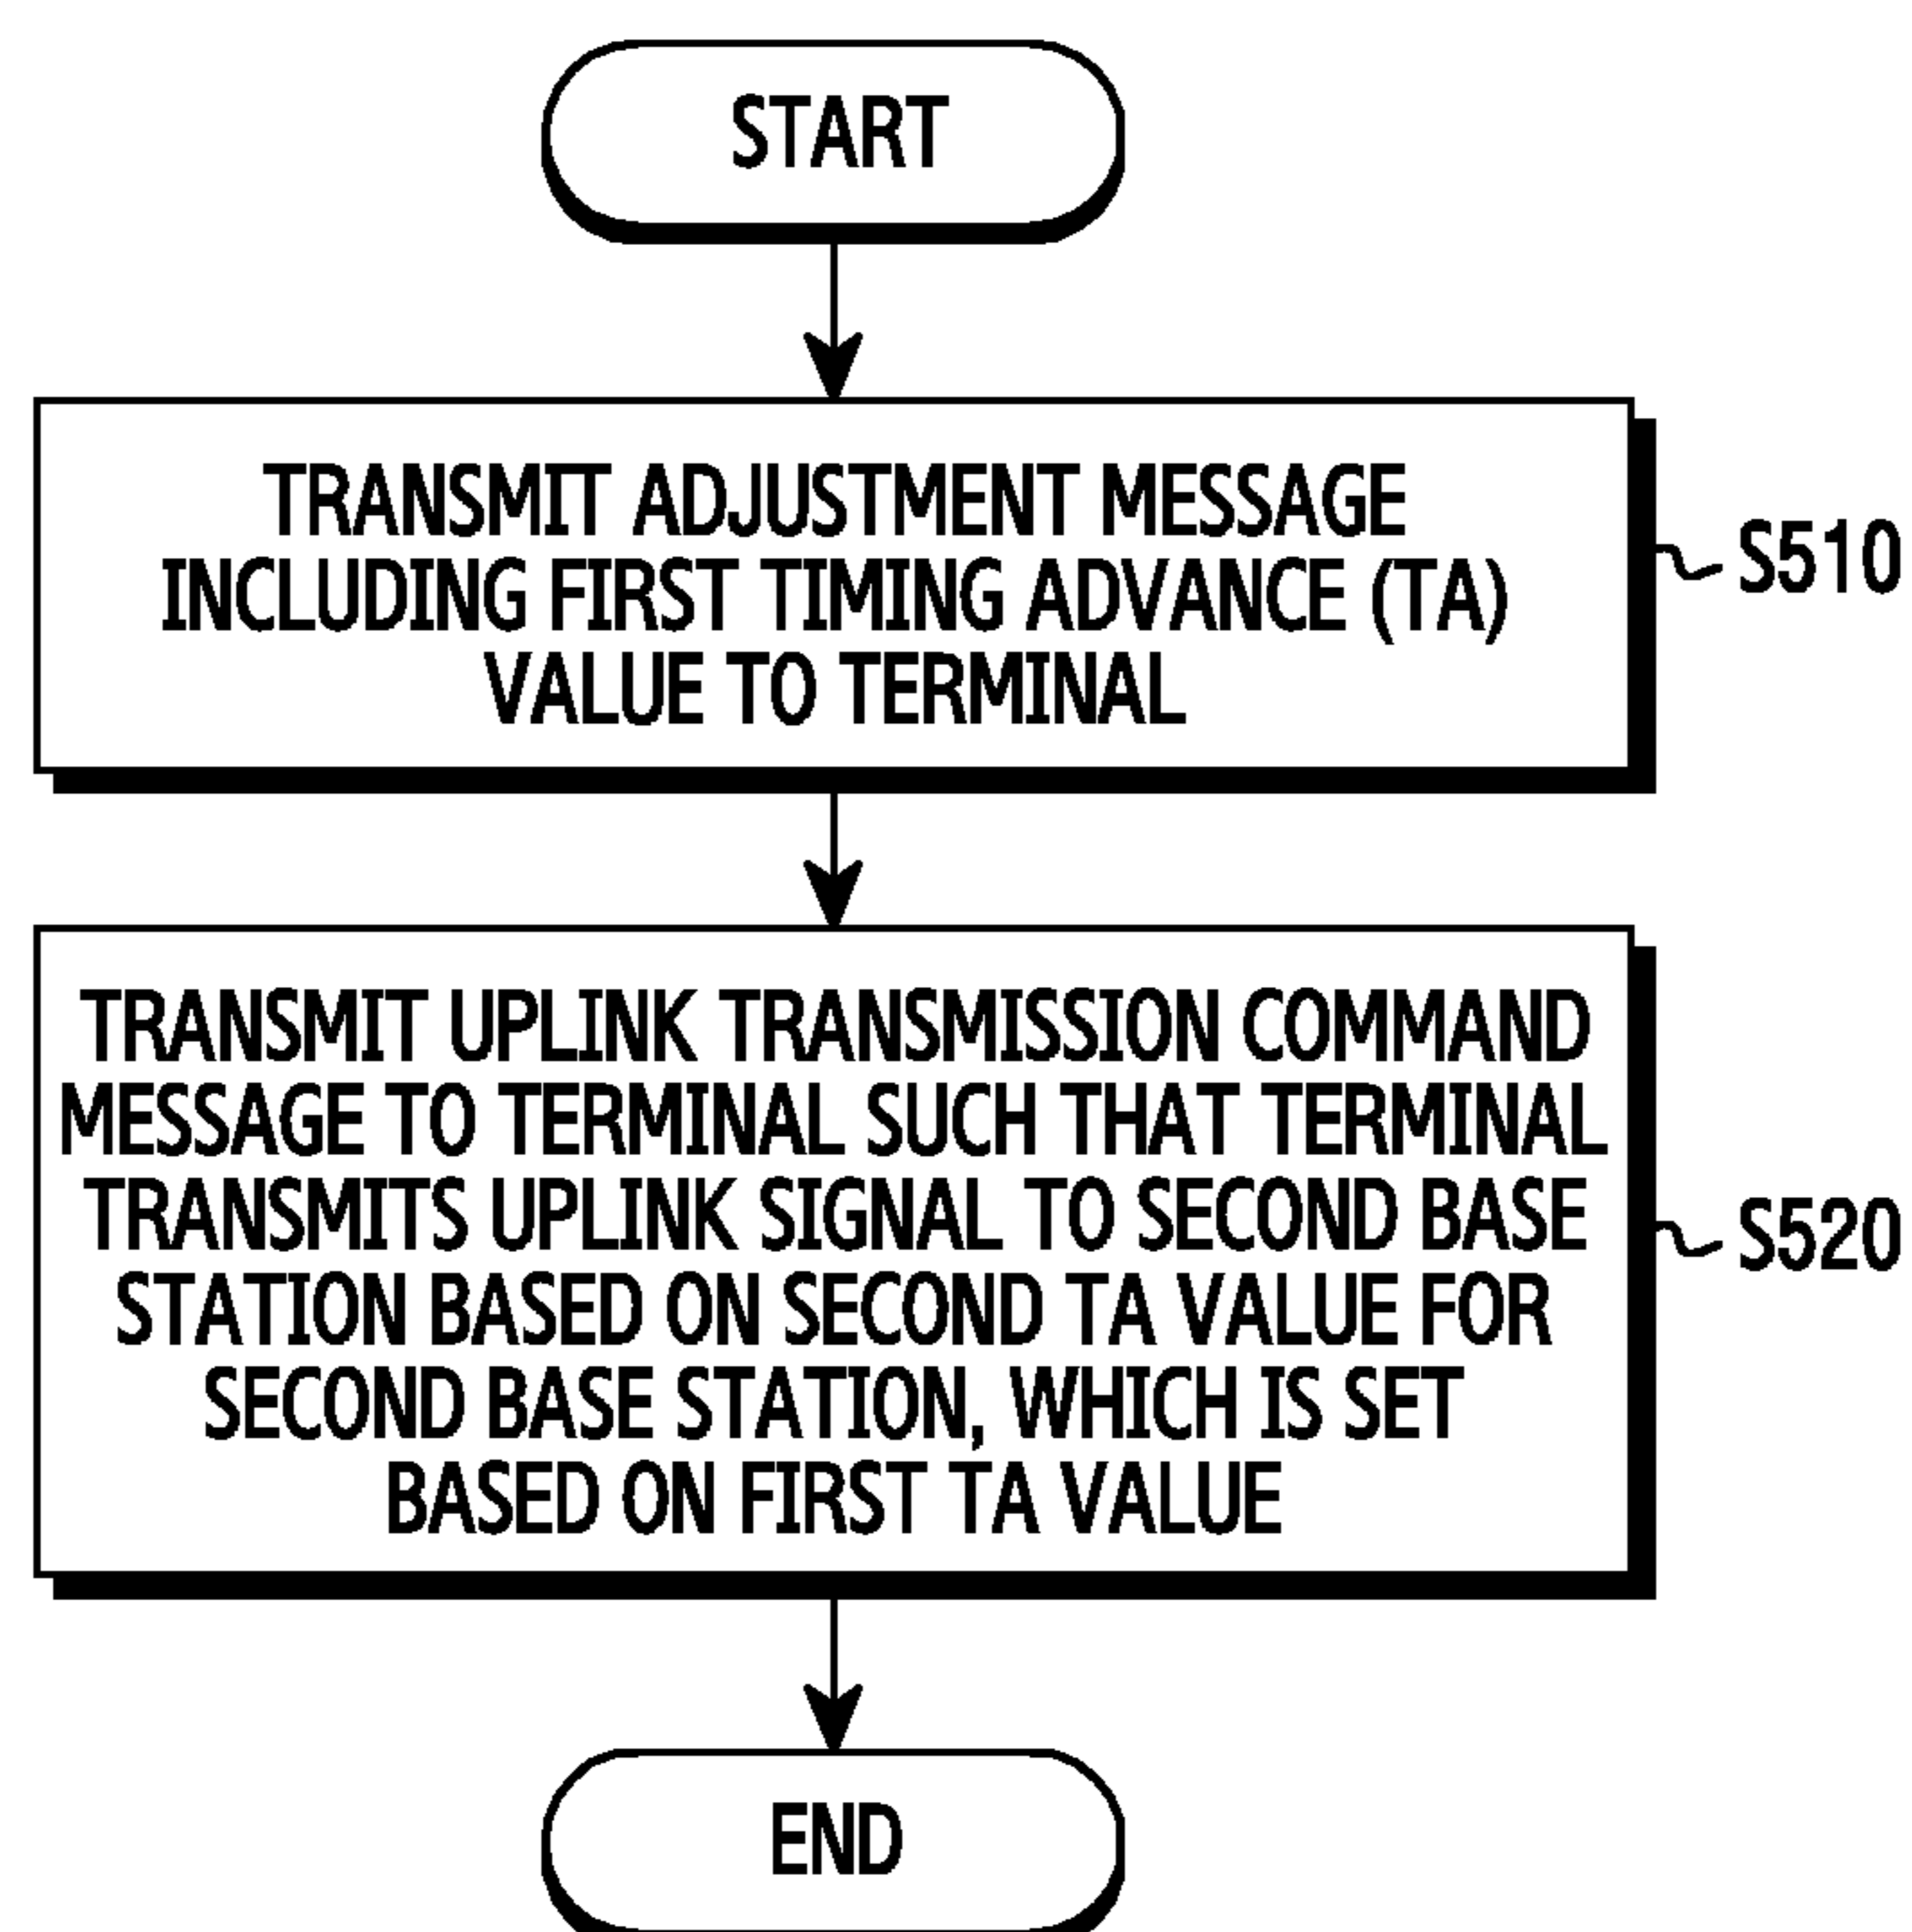 START
TRANSMIT ADJUSTMENT MESSAGE
INCLUDING FIRST TIMING ADVANCE (TA)
VALUE TO TERMINAL
S510
TRANSMIT UPLINK TRANSMISSION COMMAND
MESSAGE TO TERMINAL SUCH THAT TERMINAL
TRANSMITS UPLINK SIGNAL TO SECOND BASE
STATION BASED ON SECOND TA VALUE FOR
SECOND BASE STATION, WHICH IS SET
BASED ON FIRST TA VALUE
S520
END